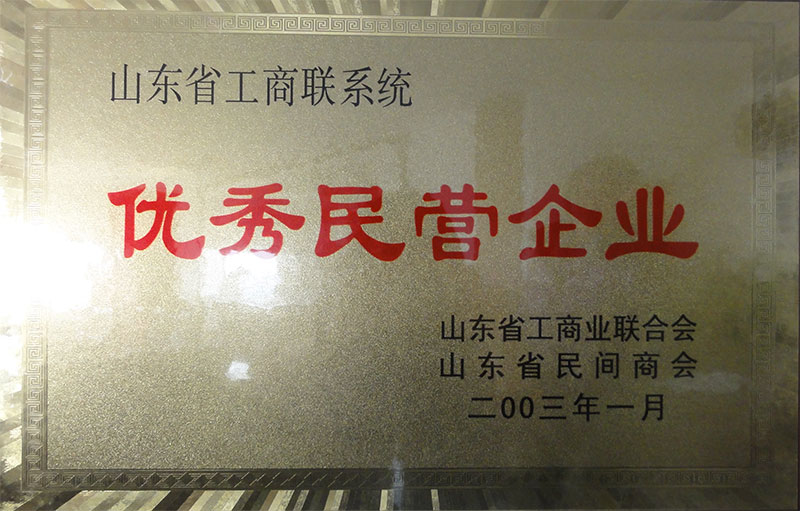 山东省工商联系统
优秀民营企业
山东省工商业联合会
山东省民间商会
二00三年一月